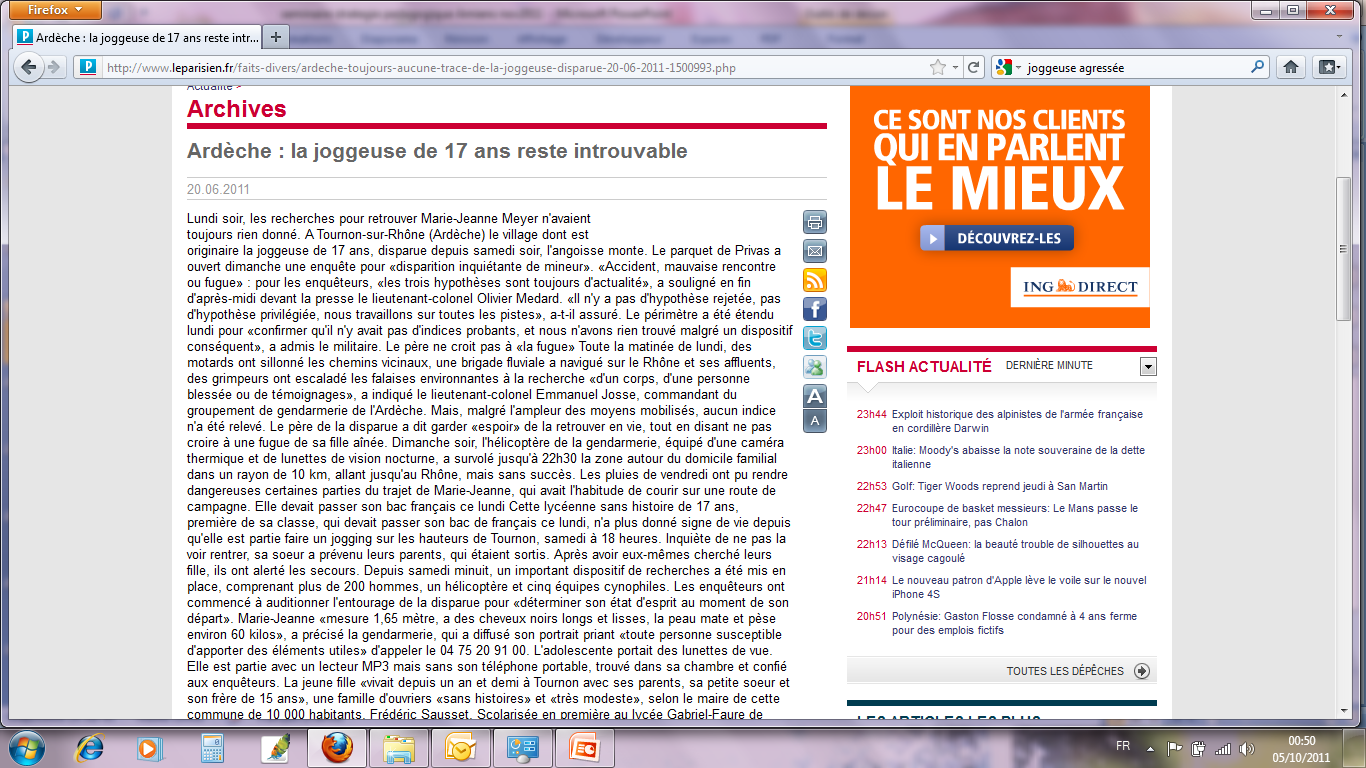 Firefox
Ardèche : la joggeuse de 17 ans reste intr...
http://www.leparisien.fr/faits-divers/ardeche-toujours-aucune-trace-de-la-joggeuse-disparue-20-06-2011-1500993.php
joggeuse agressée
Actualité >
Archives
Ardèche : la joggeuse de 17 ans reste introuvable
20.06.2011
Lundi soir, les recherches pour retrouver Marie-Jeanne Meyer n'avaient
toujours rien donné. A Tournon-sur-Rhône (Ardèche) le village dont est
originaire la joggeuse de 17 ans, disparue depuis samedi soir, l'angoisse monte. Le parquet de Privas a
ouvert dimanche une enquête pour «disparition inquiétante de mineur». «Accident, mauvaise rencontre
ou fugue» : pour les enquêteurs, «les trois hypothèses sont toujours d'actualité», a souligné en fin
d'après-midi devant la presse le lieutenant-colonel Olivier Medard. «Il n'y a pas d'hypothèse rejetée, pas
d'hypothèse privilégiée, nous travaillons sur toutes les pistes», a-t-il assuré. Le périmètre a été étendu
lundi pour «confirmer qu'il n'y avait pas d'indices probants, et nous n'avons rien trouvé malgré un dispositif
conséquent», a admis le militaire. Le père ne croit pas à «la fugue» Toute la matinée de lundi, des
motards ont sillonné les chemins vicinaux, une brigade fluviale a navigué sur le Rhône et ses affluents,
des grimpeurs ont escaladé les falaises environnantes à la recherche «d'un corps, d'une personne
blessée ou de témoignages», a indiqué le lieutenant-colonel Emmanuel Josse, commandant du
groupement de gendarmerie de l'Ardèche. Mais, malgré l'ampleur des moyens mobilisés, aucun indice
n'a été relevé. Le père de la disparue a dit garder «espoir» de la retrouver en vie, tout en disant ne pas
croire à une fugue de sa fille aînée. Dimanche soir, l'hélicoptère de la gendarmerie, équipé d'une caméra
thermique et de lunettes de vision nocturne, a survolé jusqu'à 22h30 la zone autour du domicile familial
dans un rayon de 10 km, allant jusqu'au Rhône, mais sans succès. Les pluies de vendredi ont pu rendre
dangereuses certaines parties du trajet de Marie-Jeanne, qui avait l'habitude de courir sur une route de
campagne. Elle devait passer son bac français ce lundi Cette lycéenne sans histoire de 17 ans,
première de sa classe, qui devait passer son bac de français ce lundi, n'a plus donné signe de vie depuis
qu'elle est partie faire un jogging sur les hauteurs de Tournon, samedi à 18 heures. Inquiète de ne pas la
voir rentrer, sa soeur a prévenu leurs parents, qui étaient sortis. Après avoir eux-mêmes cherché leurs
fille, ils ont alerté les secours. Depuis samedi minuit, un important dispositif de recherches a été mis en
place, comprenant plus de 200 hommes, un hélicoptère et cinq équipes cynophiles. Les enquêteurs ont
commencé à auditionner l'entourage de la disparue pour «déterminer son état d'esprit au moment de son
départ». Marie-Jeanne «mesure 1,65 mètre, a des cheveux noirs longs et lisses, la peau mate et pèse
environ 60 kilos», a précisé la gendarmerie, qui a diffusé son portrait priant «toute personne susceptible
d'apporter des éléments utiles» d'appeler le 04 75 20 91 00. L'adolescente portait des lunettes de vue.
Elle est partie avec un lecteur MP3 mais sans son téléphone portable, trouvé dans sa chambre et confié
aux enquêteurs. La jeune fille «vivait depuis un an et demi à Tournon avec ses parents, sa petite soeur et
son frère de 15 ans», une famille d'ouvriers «sans histoires» et «très modeste», selon le maire de cette
commune de 10 000 habitants, Frédéric Sausset. Scolarisée en première au lycée Gabriel-Faure de
A
A
CE SONT NOS CLIENTS
QUI EN PARLENT
LE MIEUX
DÉCOUVREZ-LES
ING DIRECT
FLASH ACTUALITÉ DERNIÈRE MINUTE
23h44 Exploit historique des alpinistes de l'armée française
en cordillère Darwin
23h00 Italie: Moody's abaisse la note souveraine de la dette
italienne
22h53 Golf: Tiger Woods reprend jeudi à San Martin
22h47 Eurocoupe de basket messieurs: Le Mans passe le
tour préliminaire, pas Chalon
22h13 Défilé McQueen: la beauté trouble de silhouettes au
visage cagoulé
21h14 Le nouveau patron d'Apple lève le voile sur le nouvel
iPhone 4S
20h51 Polynésie: Gaston Flosse condamné à 4 ans ferme
pour des emplois fictifs
TOUTES LES DÉPÊCHES
LES ARTICLES LES PLUS
FR
00:50
05/10/2011